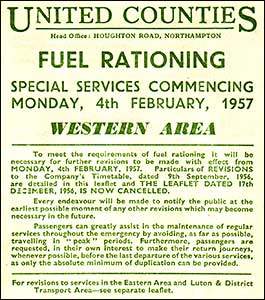 UNITED COUNTIES
Head Office: HOUGHTON ROAD, NORTHAMPTON
FUEL RATIONING
SPECIAL SERVICES COMMENCING
MONDAY, 4th FEBRUARY, 1957
WESTERN AREA
To meet the requirements of fuel rationing it will be
necessary for further revisions to be made with effect from
MONDAY, 4th FEBRUARY, 1957. Particulars of REVISIONS
to the Company's Timetable, dated 9th September, 1956,
are detailed in this leaflet and THE LEAFLET DATED 17th
DECEMBER, 1956, IS NOW CANCELLED.
Every endeavour will be made to notify the public at the
earliest possible moment of any other revisions which may become
necessary in the future.
Passengers can greatly assist in the maintenance of regular
services throughout the emergency by avoiding, as far as possible,
travelling in "peak" periods. Furthermore, passengers are
requested, in their own interest to make their return journeys,
whenever possible, before the last departure of the various services,
as only the absolute minimum of duplication can be provided.
For revisions to services in the Eastern Area and Luton & District
Transport Area—see separate leaflet.